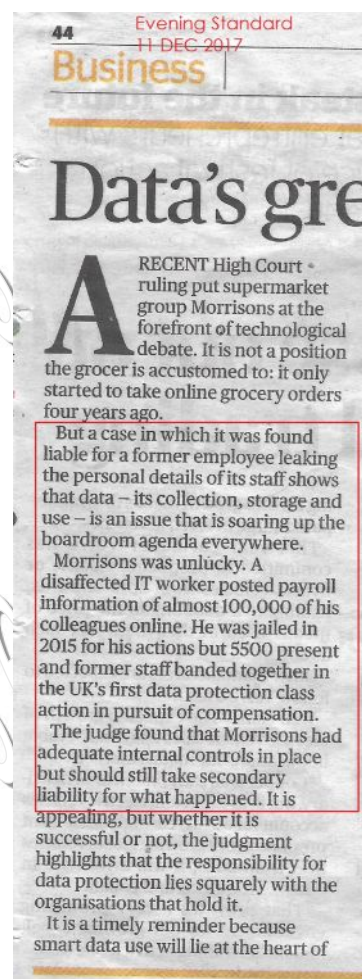 44
Evening Standard
11 DEC 2017
Business
Data's gre
A RECENT High Court
ruling put supermarket
group Morrisons at the
forefront of technological
debate. It is not a position
the grocer is accustomed to: it only
started to take online grocery orders
four years ago.
But a case in which it was found
liable for a former employee leaking
the personal details of its staff shows
that data – its collection, storage and
use – is an issue that is soaring up the
boardroom agenda everywhere.
Morrisons was unlucky. A
disaffected IT worker posted payroll
information of almost 100,000 of his
colleagues online. He was jailed in
2015 for his actions but 5500 present
and former staff banded together in
the UK's first data protection class
action in pursuit of compensation.
The judge found that Morrisons had
adequate internal controls in place
but should still take secondary
liability for what happened. It is
appealing, but whether it is
successful or not, the judgment
highlights that the responsibility for
data protection lies squarely with the
organisations that hold it.
It is a timely reminder because
smart data use will lie at the heart of